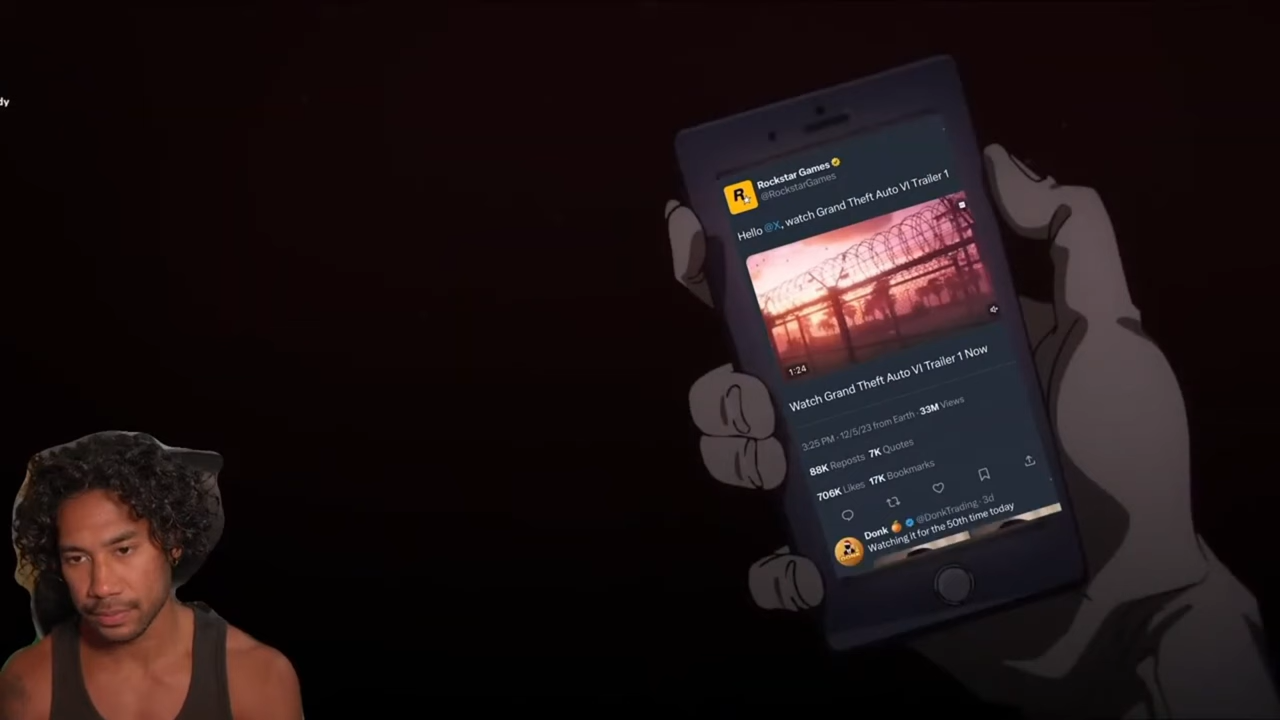 dy
Rockstar Games
@RockstarGames
Hello @X, watch Grand Theft Auto VI Trailer 1
1:24
Watch Grand Theft Auto VI Trailer 1 Now
3:25 PM · 12/5/23 from Earth · 33M Views
88K Reposts 7K Quotes
706K Likes 17K Bookmarks
Donk @DonkTrading · 3d
Watching it for the 50th time today